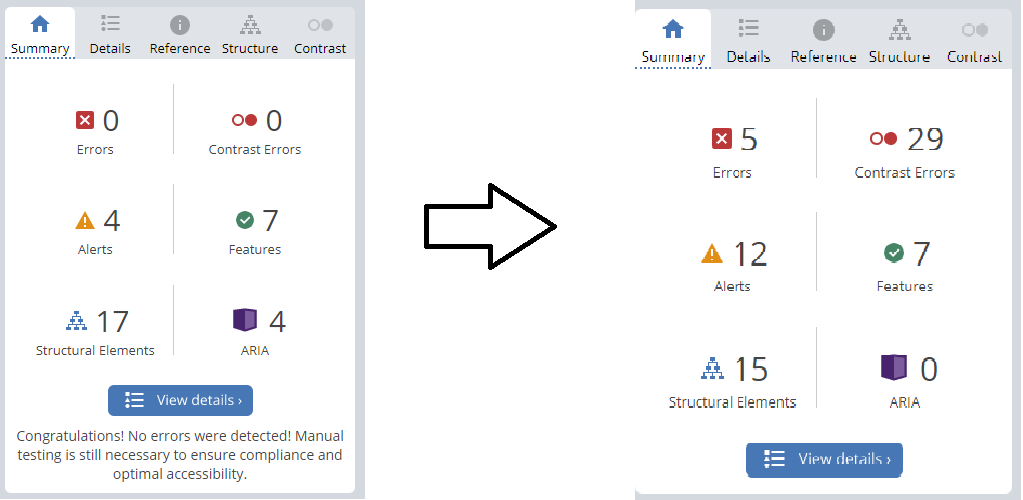 Summary Details Reference Structure Contrast
0 0
Errors Contrast Errors
4 7
Alerts Features
17 4
Structural Elements ARIA
View details ›
Congratulations! No errors were detected! Manual
testing is still necessary to ensure compliance and
optimal accessibility.
Summary Details Reference Structure Contrast
5 29
Errors Contrast Errors
12 7
Alerts Features
15 0
Structural Elements ARIA
View details ›